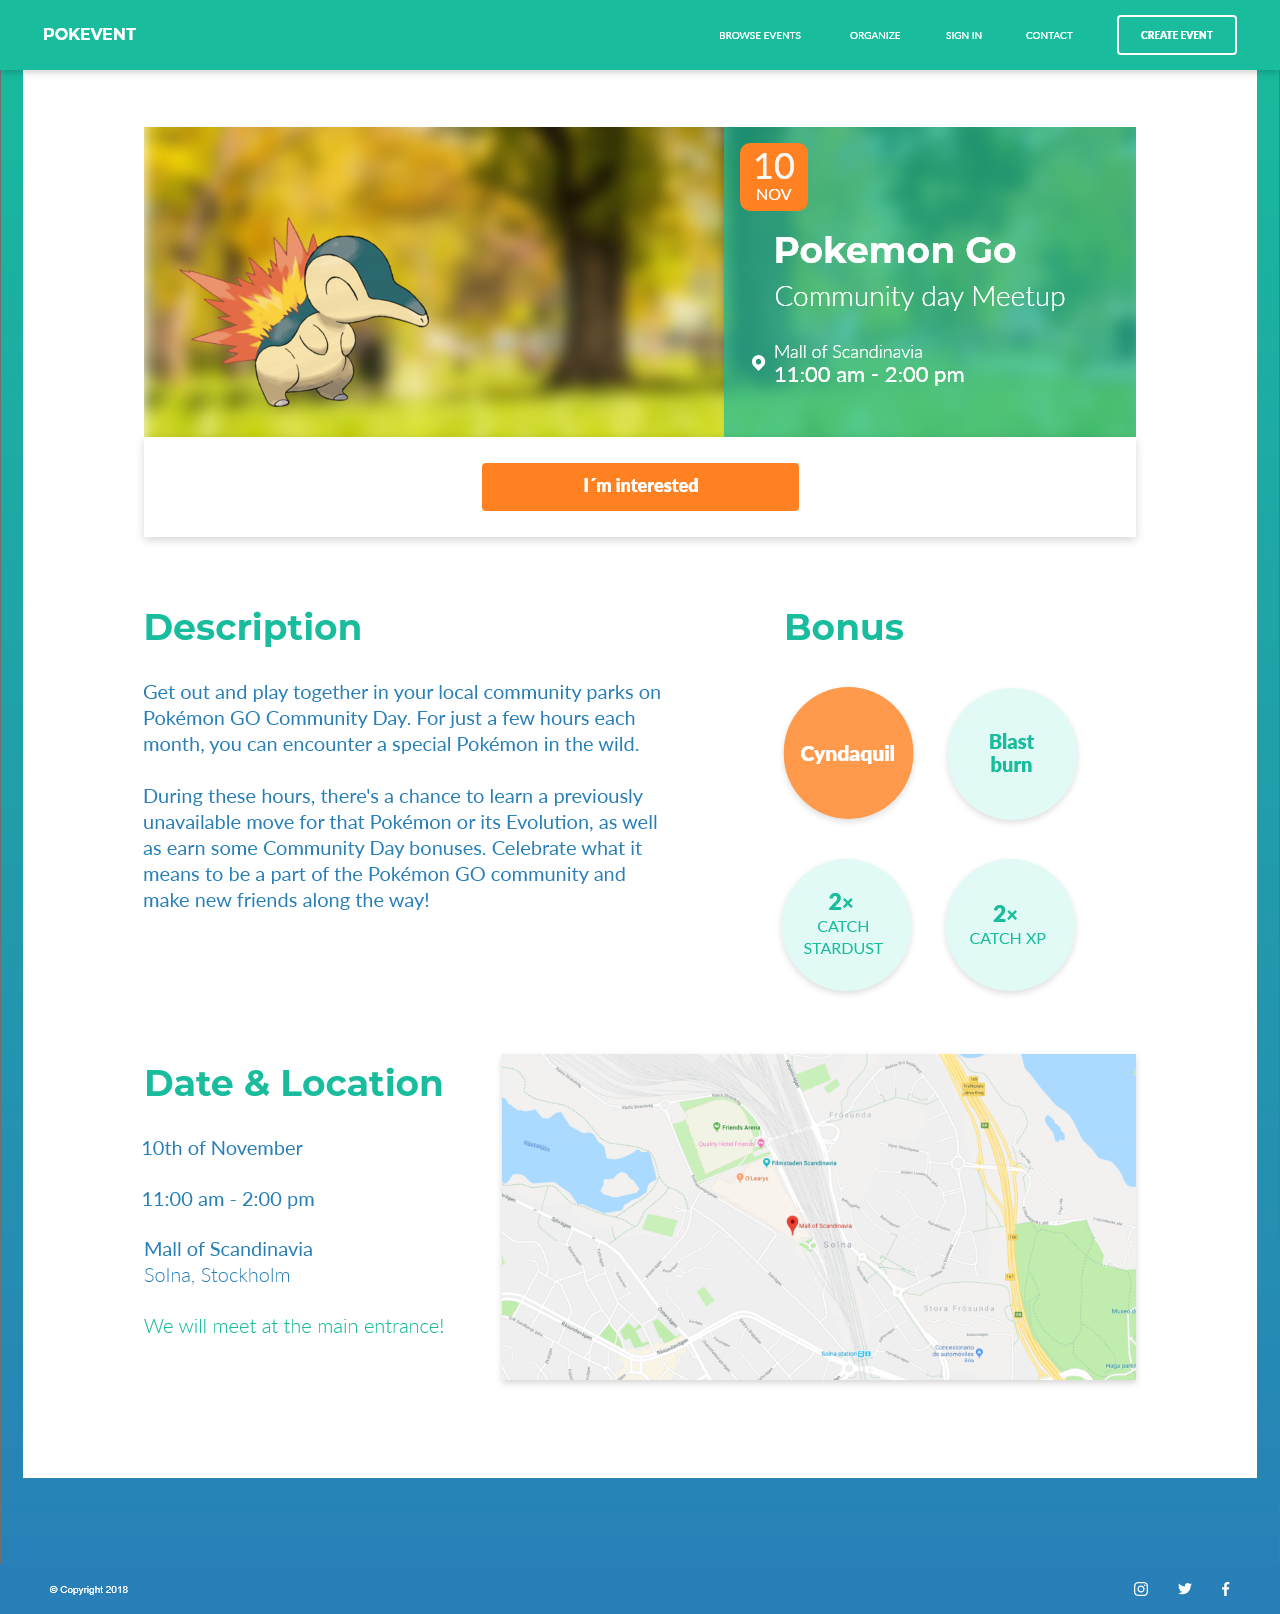 POKEVENT
BROWSE EVENTS
ORGANIZE
SIGN IN
CONTACT
CREATE EVENT
10
NOV
Pokemon Go
Community day Meetup
Mall of Scandinavia
11:00 am - 2:00 pm
I´m interested
Description
Get out and play together in your local community parks on
Pokémon GO Community Day. For just a few hours each
month, you can encounter a special Pokémon in the wild.
During these hours, there's a chance to learn a previously
unavailable move for that Pokémon or its Evolution, as well
as earn some Community Day bonuses. Celebrate what it
means to be a part of the Pokémon GO community and
make new friends along the way!
Bonus
Cyndaquil
Blast
burn
2×
CATCH
STARDUST
2×
CATCH XP
Date & Location
10th of November
11:00 am - 2:00 pm
Mall of Scandinavia
Solna, Stockholm
We will meet at the main entrance!
Frösunda
Friends Arena
Quality Hotel Friends
Filmstaden Scandinavia
O'Learys
Mall of Scandinavia
Solna
Stora Frösunda
Solna station
Concessionario
de automóviles
Bilia
Museo d
Haga park
© Copyright 2018